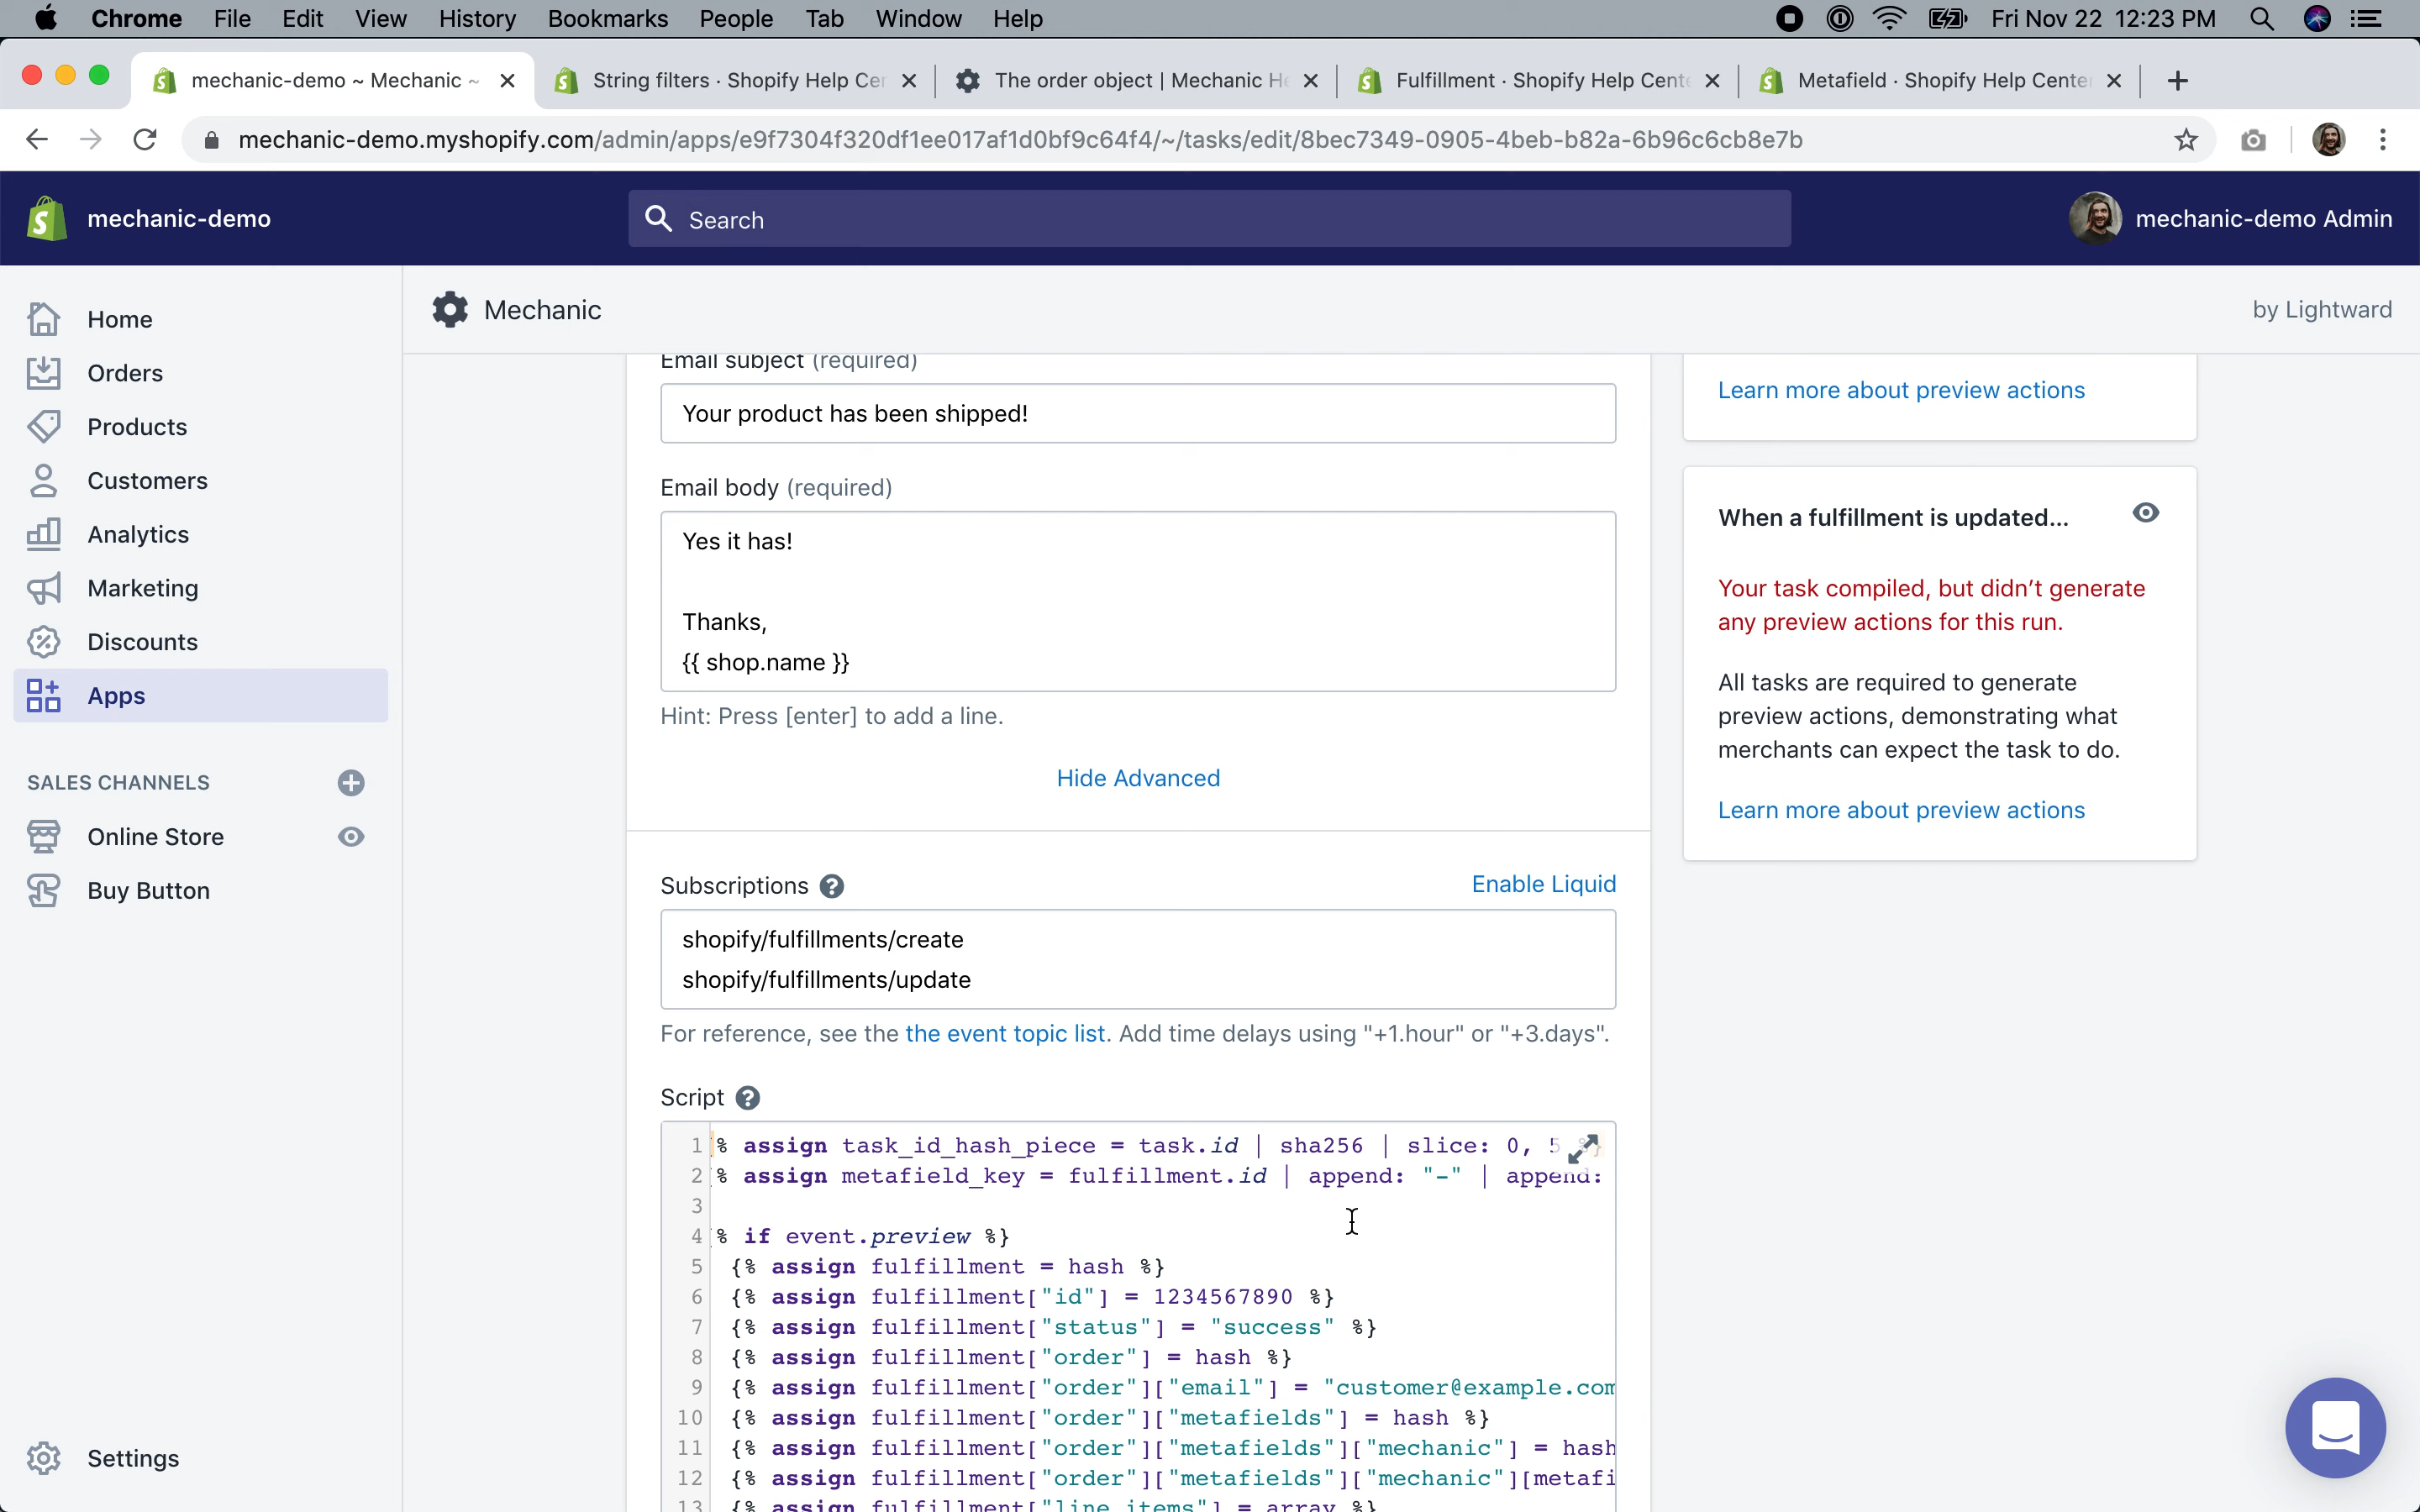 Chrome File Edit View History Bookmarks People Tab Window Help Fri Nov 22 12:23 PM
mechanic-demo ~ Mechanic ~ String filters · Shopify Help Cen The order object | Mechanic He Fulfillment · Shopify Help Cente Metafield · Shopify Help Center
mechanic-demo.myshopify.com/admin/apps/e9f7304f320df1ee017af1d0bf9c64f4/~/tasks/edit/8bec7349-0905-4beb-b82a-6b96c6cb8e7b
mechanic-demo
Search
mechanic-demo Admin
Home
Orders
Products
Customers
Analytics
Marketing
Discounts
Apps
SALES CHANNELS
Online Store
Buy Button
Settings
Mechanic
by Lightward
Email subject (required)
Your product has been shipped!
Email body (required)
Yes it has!
Thanks,
{{ shop.name }}
Hint: Press [enter] to add a line.
Hide Advanced
Subscriptions ?
Enable Liquid
shopify/fulfillments/create
shopify/fulfillments/update
For reference, see the the event topic list. Add time delays using "+1.hour" or "+3.days".
Script ?
1 % assign task_id_hash_piece = task.id | sha256 | slice: 0, 5 %}
2 % assign metafield_key = fulfillment.id | append: "-" | append:
3
4 % if event.preview %}
5 {% assign fulfillment = hash %}
6 {% assign fulfillment["id"] = 1234567890 %}
7 {% assign fulfillment["status"] = "success" %}
8 {% assign fulfillment["order"] = hash %}
9 {% assign fulfillment["order"]["email"] = "customer@example.com
10 {% assign fulfillment["order"]["metafields"] = hash %}
11 {% assign fulfillment["order"]["metafields"]["mechanic"] = hash
12 {% assign fulfillment["order"]["metafields"]["mechanic"][metafi
13 {% assign fulfillment["line_items"] = array %}
Learn more about preview actions
When a fulfillment is updated...
Your task compiled, but didn't generate
any preview actions for this run.
All tasks are required to generate
preview actions, demonstrating what
merchants can expect the task to do.
Learn more about preview actions